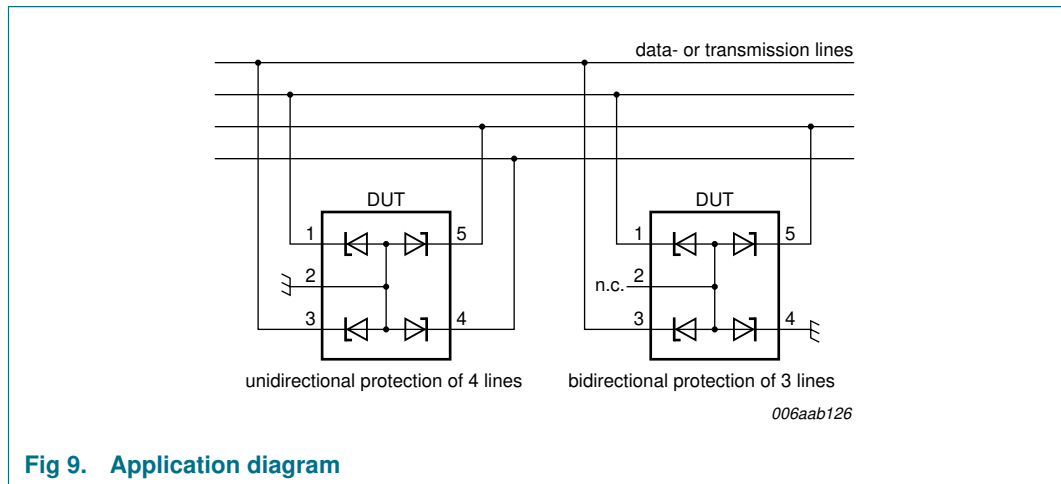 data- or transmission lines
DUT
DUT
1
5
2
3
4
1
5
n.c.
2
3
4
unidirectional protection of 4 lines
bidirectional protection of 3 lines
006aab126
Fig 9. Application diagram